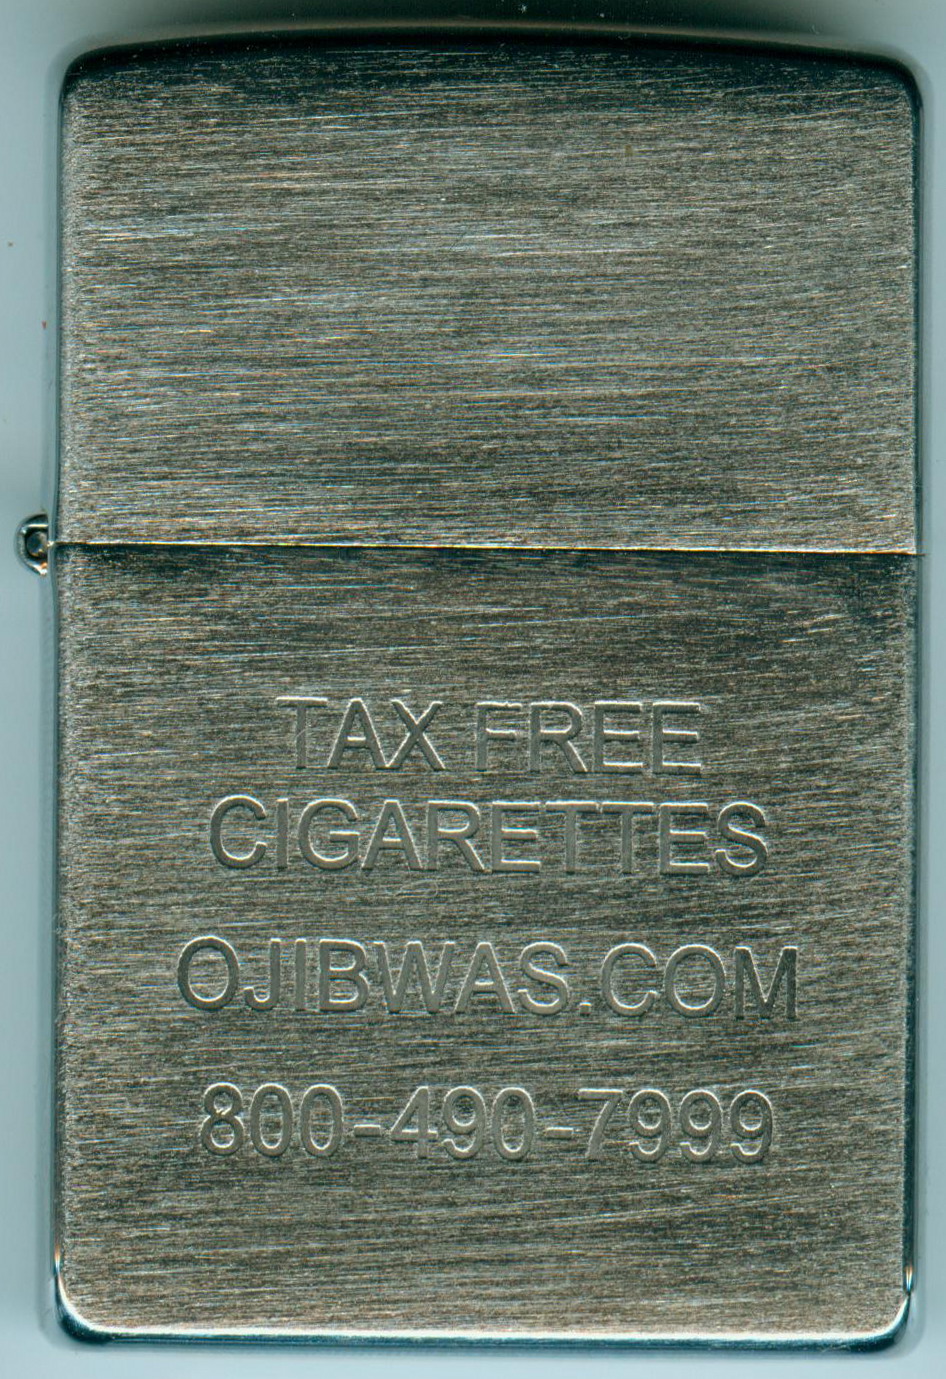 TAX FREE
CIGARETTES
OJIBWAS.COM
800-490-7999